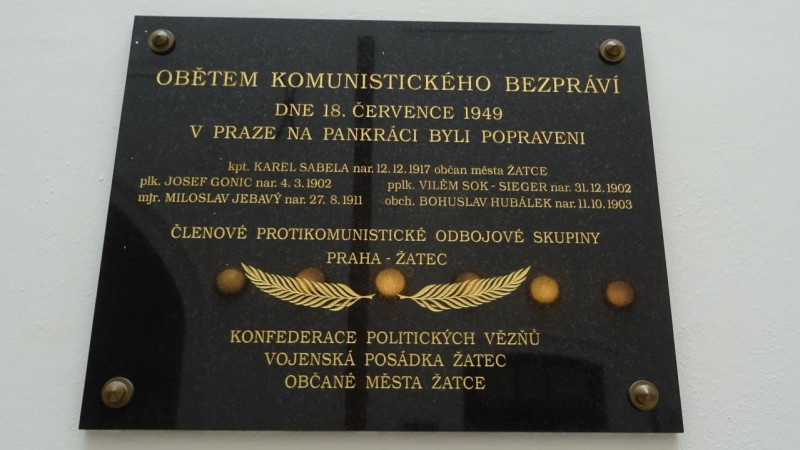 OBĚTEM KOMUNISTICKÉHO BEZPRÁVÍ
DNE 18. ČERVENCE 1949
V PRAZE NA PANKRÁCI BYLI POPRAVENI
kpt. KAREL SABELA nar. 12. 12. 1917 občan města ŽATCE
plk. JOSEF GONIC nar. 4. 3. 1902 pplk. VILÉM SOK - SIEGER nar. 31. 12. 1902
mjr. MILOSLAV JEBAVÝ nar. 27. 8. 1911 obch. BOHUSLAV HUBÁLEK nar. 11. 10. 1903
ČLENOVÉ PROTIKOMUNISTICKÉ ODBOJOVÉ SKUPINY
PRAHA - ŽATEC
KONFEDERACE POLITICKÝCH VĚZŇŮ
VOJENSKÁ POSÁDKA ŽATEC
OBČANÉ MĚSTA ŽATCE